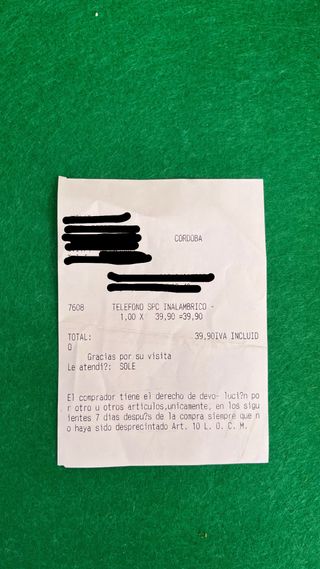 CORDOBA
7608 TELEFONO SPC INALAMBRICO -
1,00 X 39,90 =39,90
TOTAL: 39,90IVA INCLUID
O
Gracias por su visita
Le atendi?: SOLE
El comprador tiene el derecho de devo- luci?n po
r otro u otros artículos,unicamente, en los sigu
ientes 7 dias despu?s de la compra siempre que n
o haya sido desprecintado Art. 10 L. O. C. M.